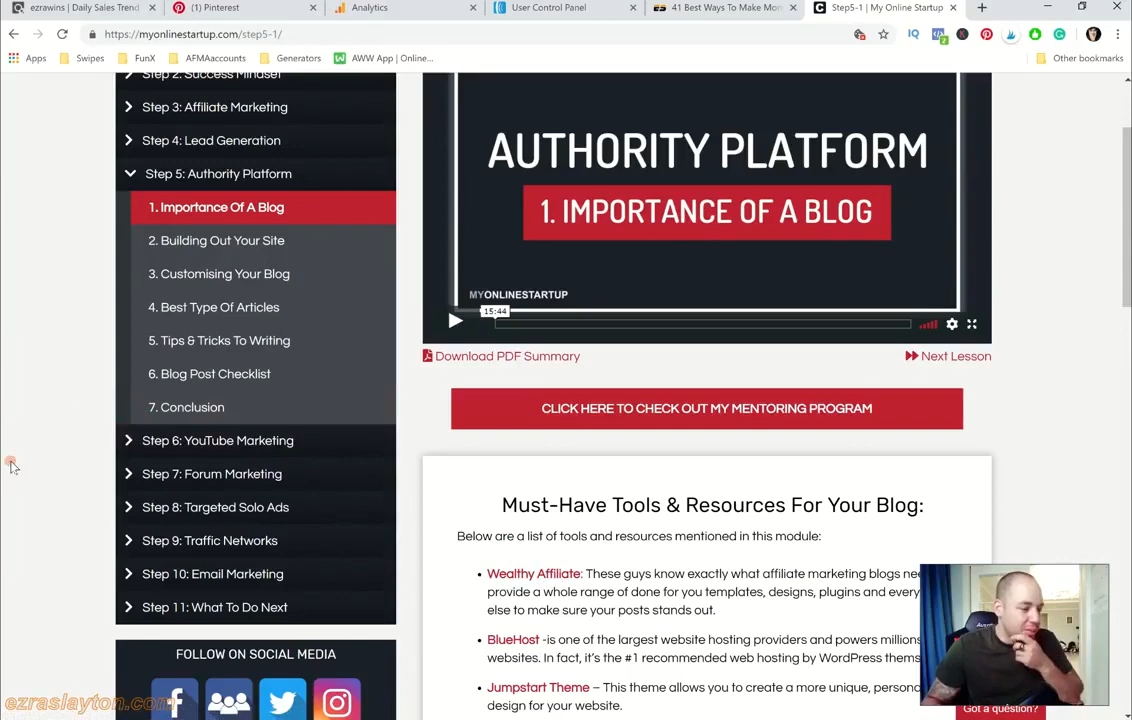 ezrawins | Daily Sales Trend
(1) Pinterest
Analytics
User Control Panel
41 Best Ways To Make Mon
Step5-1 | My Online Startup
https://myonlinestartup.com/step5-1/
Apps
Swipes
FunX
AFMAaccounts
Generators
AWW App | Online...
Other bookmarks
Step 2: Success Mindset
Step 3: Affiliate Marketing
Step 4: Lead Generation
Step 5: Authority Platform
1. Importance Of A Blog
2. Building Out Your Site
3. Customising Your Blog
4. Best Type Of Articles
5. Tips & Tricks To Writing
6. Blog Post Checklist
7. Conclusion
Step 6: YouTube Marketing
Step 7: Forum Marketing
Step 8: Targeted Solo Ads
Step 9: Traffic Networks
Step 10: Email Marketing
Step 11: What To Do Next
FOLLOW ON SOCIAL MEDIA
AUTHORITY PLATFORM
1. IMPORTANCE OF A BLOG
MYONLINESTARTUP
15:44
Download PDF Summary
Next Lesson
CLICK HERE TO CHECK OUT MY MENTORING PROGRAM
Must-Have Tools & Resources For Your Blog:
Below are a list of tools and resources mentioned in this module:
• Wealthy Affiliate: These guys know exactly what affiliate marketing blogs nee
provide a whole range of done for you templates, designs, plugins and every
else to make sure your posts stands out.
• BlueHost -is one of the largest website hosting providers and powers millions
websites. In fact, it's the #1 recommended web hosting by WordPress thems
• Jumpstart Theme – This theme allows you to create a more unique, persona
design for your website.
Got a question?
ezraslayton.com